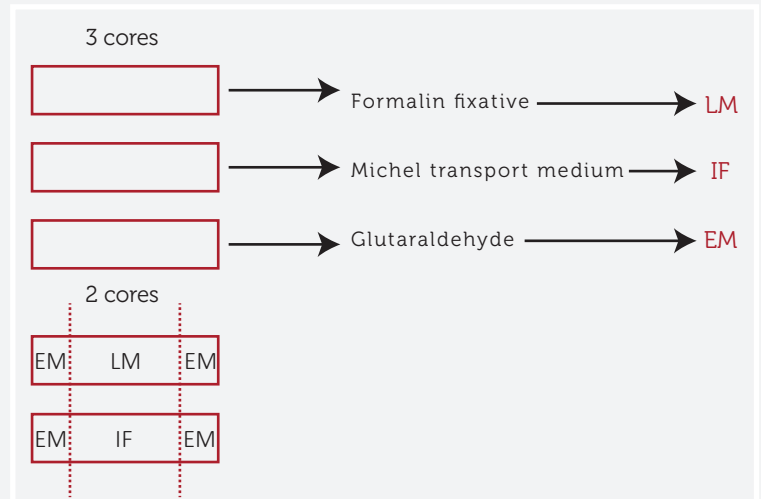 3 cores
Formalin fixative LM
Michel transport medium IF
Glutaraldehyde EM
2 cores
EM LM EM
EM IF EM